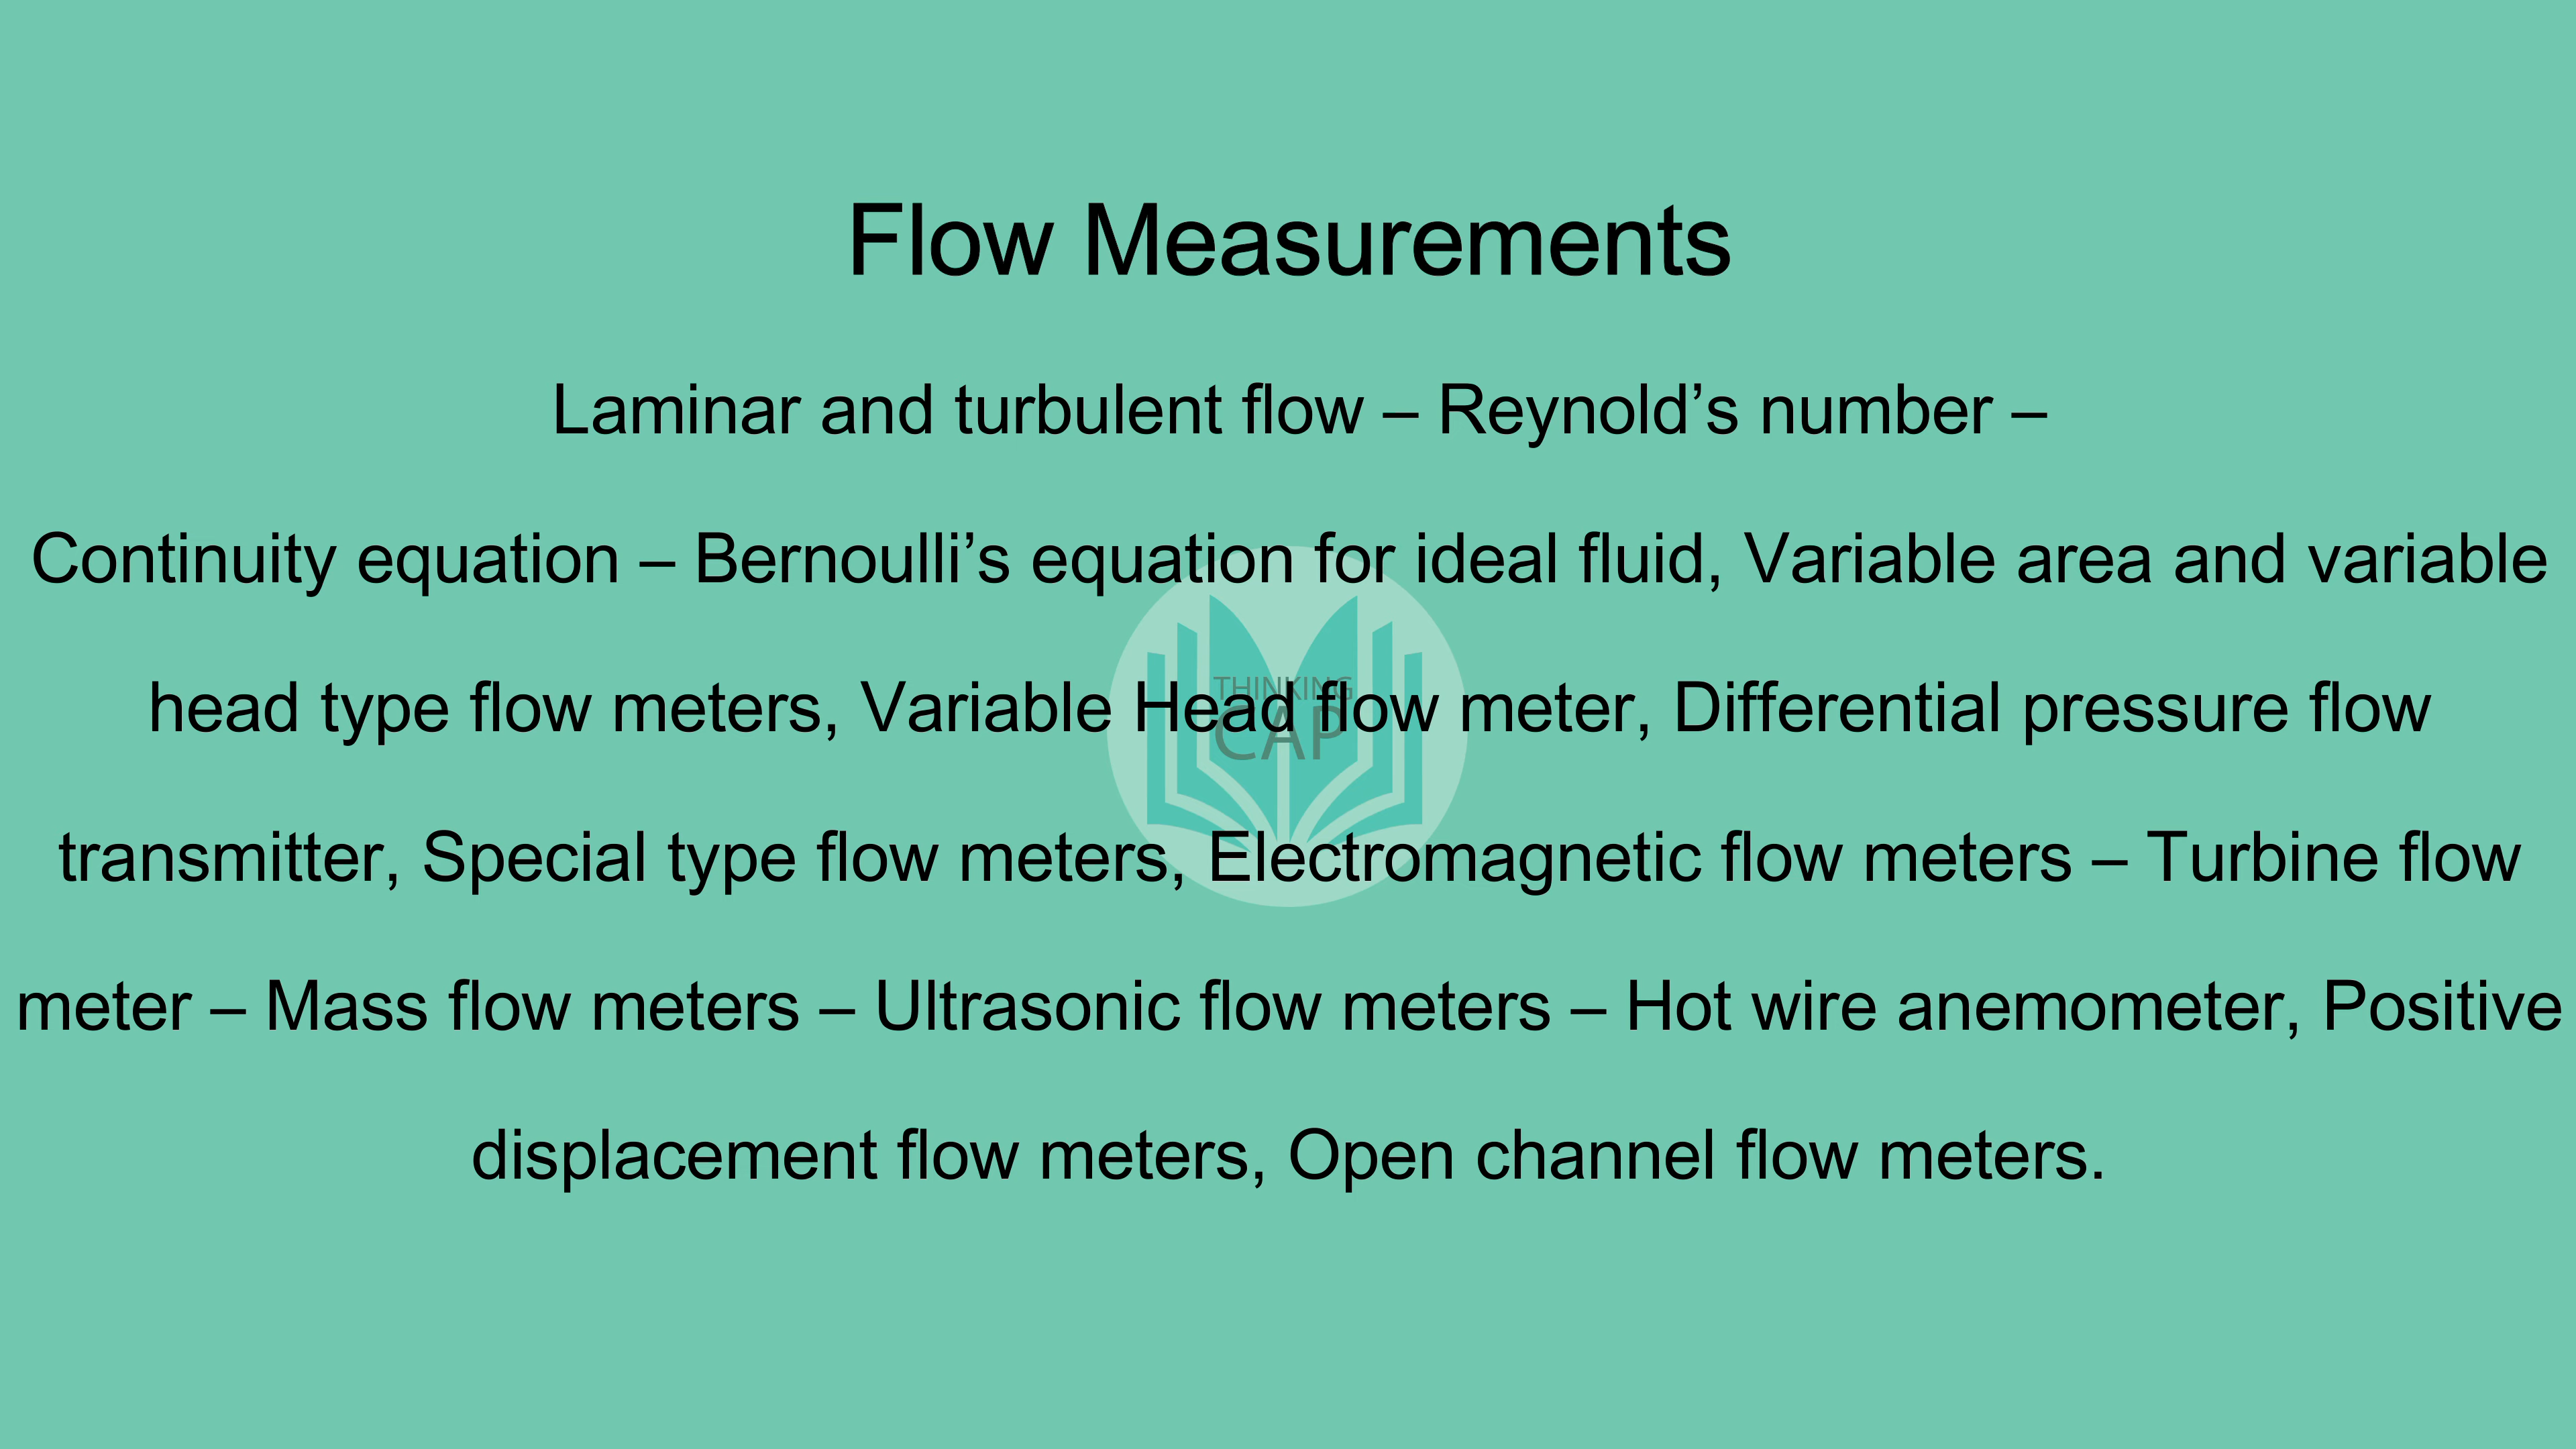 Flow Measurements
Laminar and turbulent flow – Reynold’s number –
Continuity equation – Bernoulli’s equation for ideal fluid, Variable area and variable
head type flow meters, Variable Head flow meter, Differential pressure flow
THINKING
CAP
transmitter, Special type flow meters, Electromagnetic flow meters – Turbine flow
meter – Mass flow meters – Ultrasonic flow meters – Hot wire anemometer, Positive
displacement flow meters, Open channel flow meters.